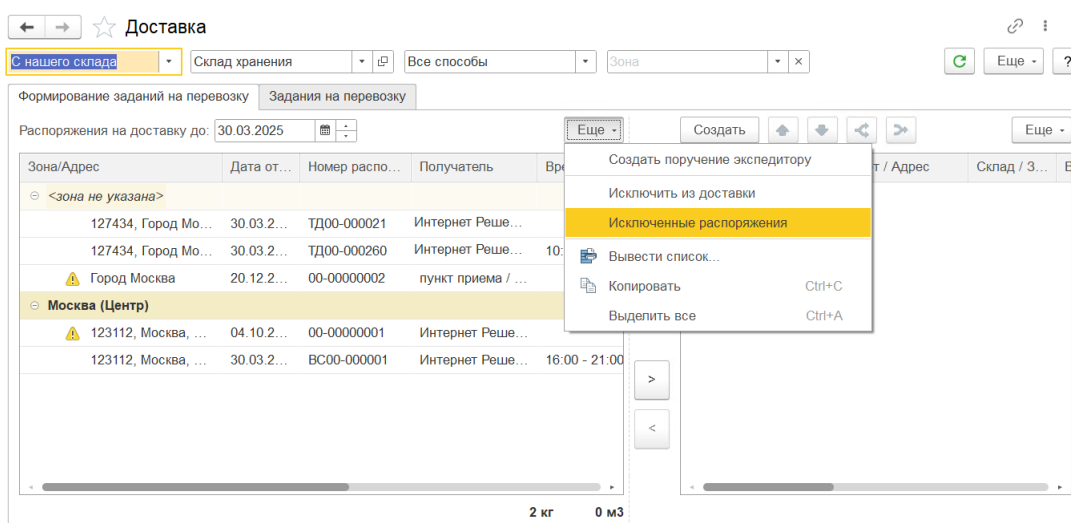 Доставка
С нашего склада Склад хранения Все способы Зона Еще ?
Формирование заданий на перевозку Задания на перевозку
Распоряжения на доставку до: 30.03.2025 Еще Создать Еще
Зона/Адрес Дата от... Номер распо... Получатель Вре т / Адрес Склад / З... В
<зона не указана>
127434, Город Мо... 30.03.2... ТД00-000021 Интернет Реше...
127434, Город Мо... 30.03.2... ТД00-000260 Интернет Реше... 10:
Город Москва 20.12.2... 00-00000002 пункт приема / ...
Москва (Центр)
123112, Москва, ... 04.10.2... 00-00000001 Интернет Реше...
123112, Москва, ... 30.03.2... ВС00-000001 Интернет Реше... 16:00 - 21:00
Создать поручение экспедитору
Исключить из доставки
Исключенные распоряжения
Вывести список...
Копировать Ctrl+C
Выделить все Ctrl+A
>
<
2 кг 0 м3